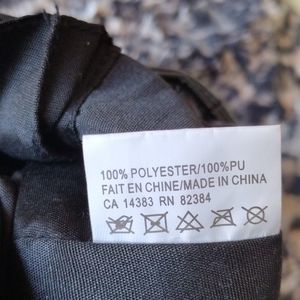 100% POLYESTER/100%PU
FAIT EN CHINE/MADE IN CHINA
CA 14383 RN 82384